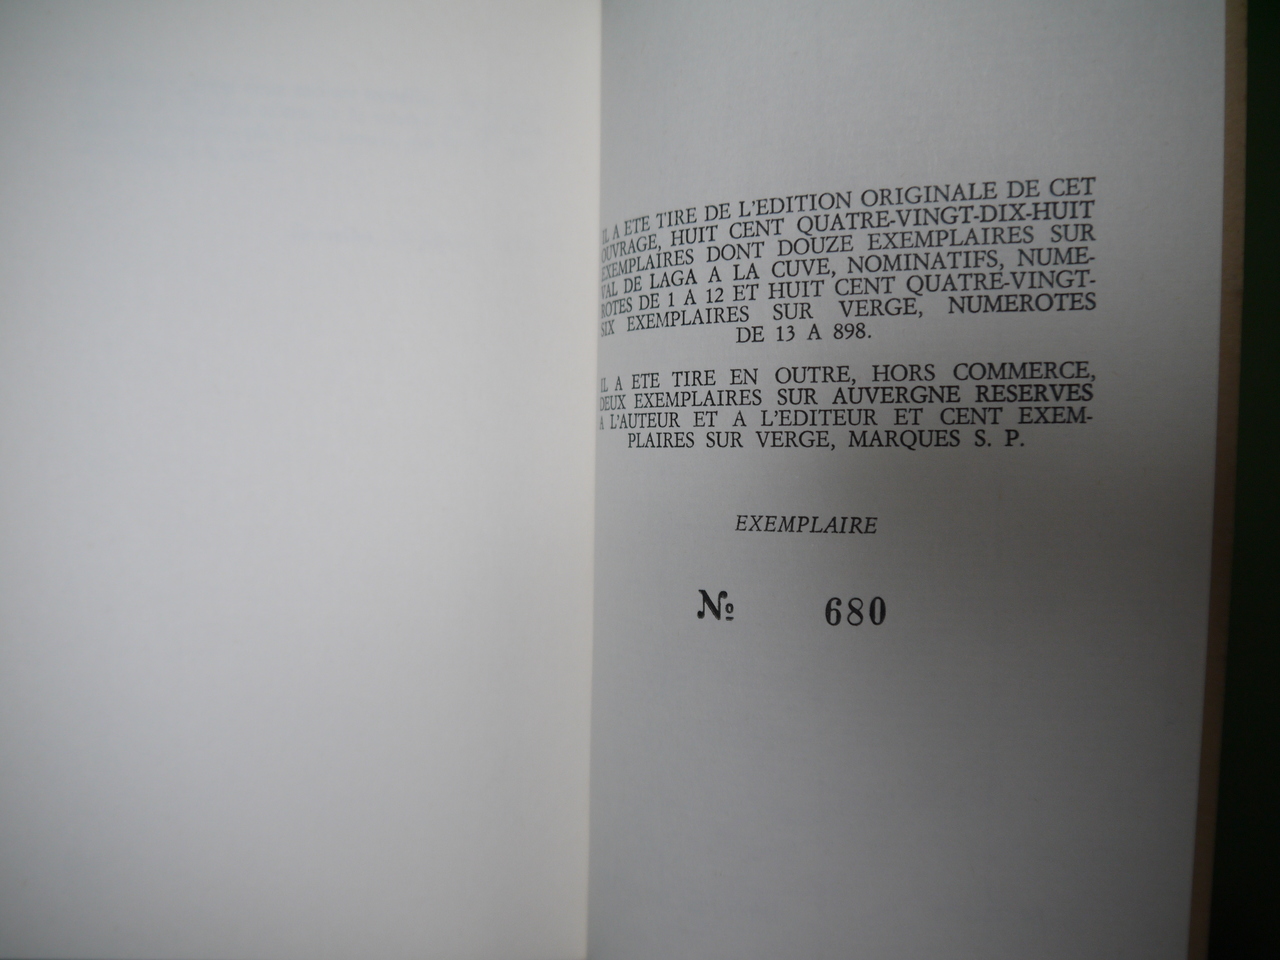 IL A ETE TIRE DE L'EDITION ORIGINALE DE CET
OUVRAGE, HUIT CENT QUATRE-VINGT-DIX-HUIT
EXEMPLAIRES DONT DOUZE EXEMPLAIRES SUR
VAL DE LAGA A LA CUVE, NOMINATIFS, NUME-
ROTES DE 1 A 12 ET HUIT CENT QUATRE-VINGT-
SIX EXEMPLAIRES SUR VERGE, NUMEROTES
DE 13 A 898.
IL A ETE TIRE EN OUTRE, HORS COMMERCE,
DEUX EXEMPLAIRES SUR AUVERGNE RESERVES
A L'AUTEUR ET A L'EDITEUR ET CENT EXEM-
PLAIRES SUR VERGE, MARQUES S. P.
EXEMPLAIRE
№ 680